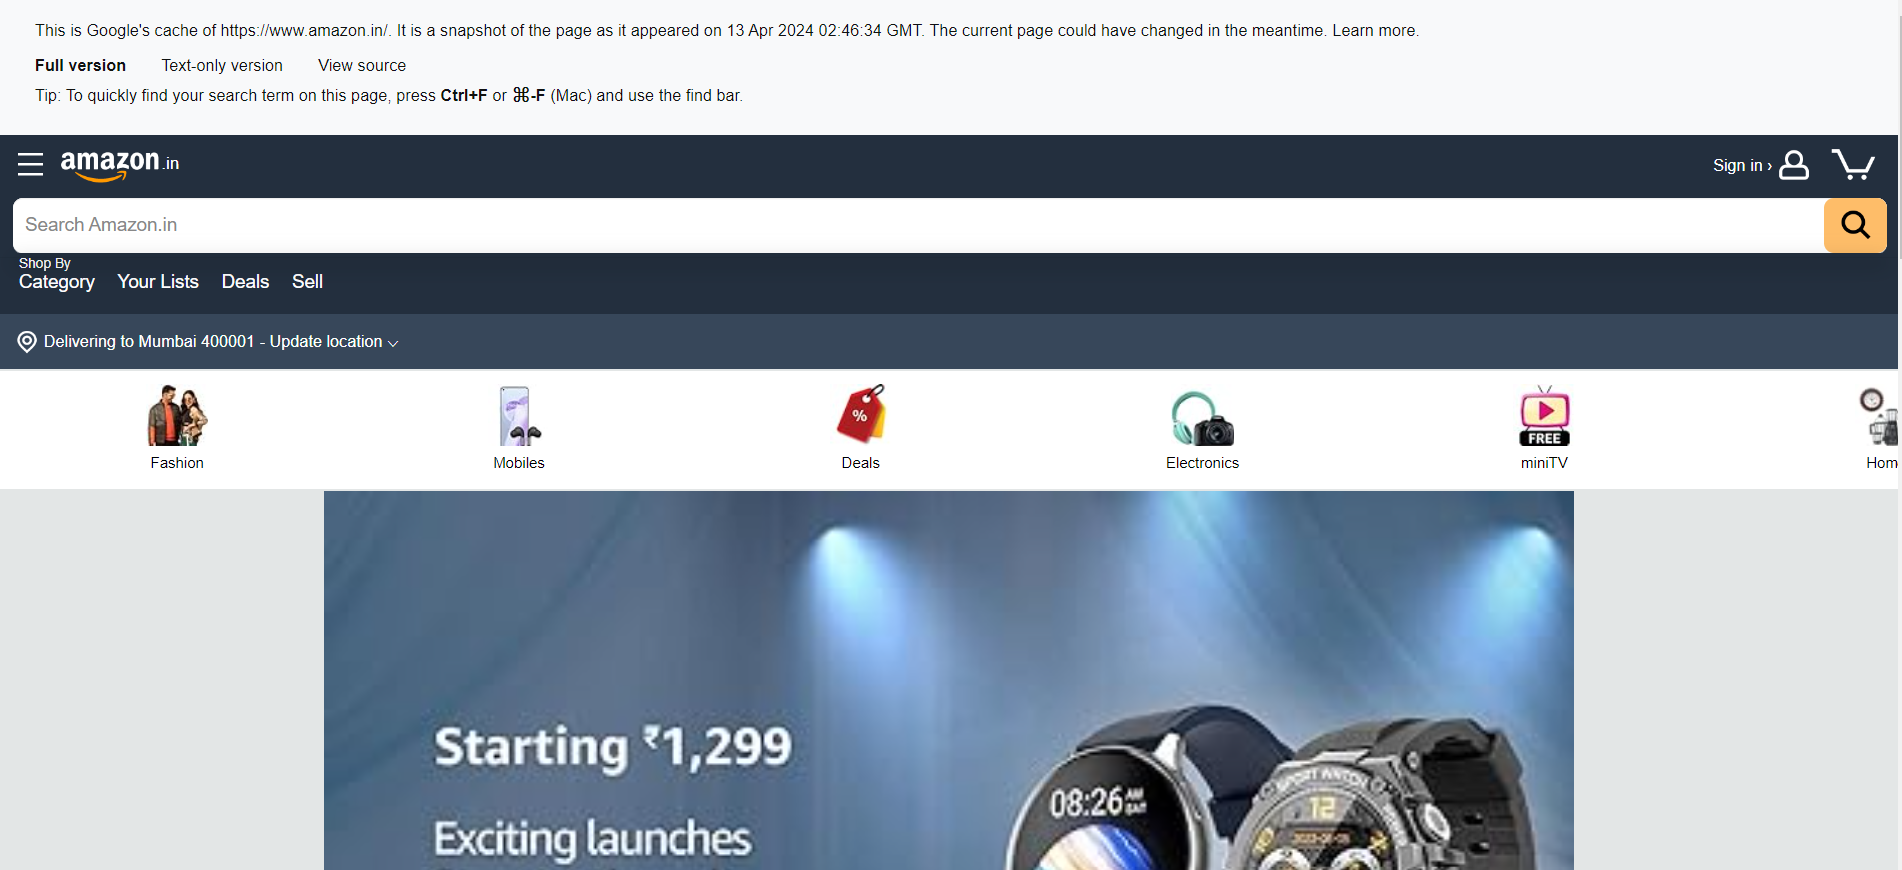 This is Google's cache of https://www.amazon.in/. It is a snapshot of the page as it appeared on 13 Apr 2024 02:46:34 GMT. The current page could have changed in the meantime. Learn more.
Full version Text-only version View source
Tip: To quickly find your search term on this page, press Ctrl+F or ⌘-F (Mac) and use the find bar.
amazon.in
Sign in ›
Search Amazon.in
Shop By
Category Your Lists Deals Sell
Delivering to Mumbai 400001 - Update location
%
FREE
Fashion Mobiles Deals Electronics miniTV Hom
Starting ₹1,299
Exciting launches
08:26 AM
SPORT WATCH
12